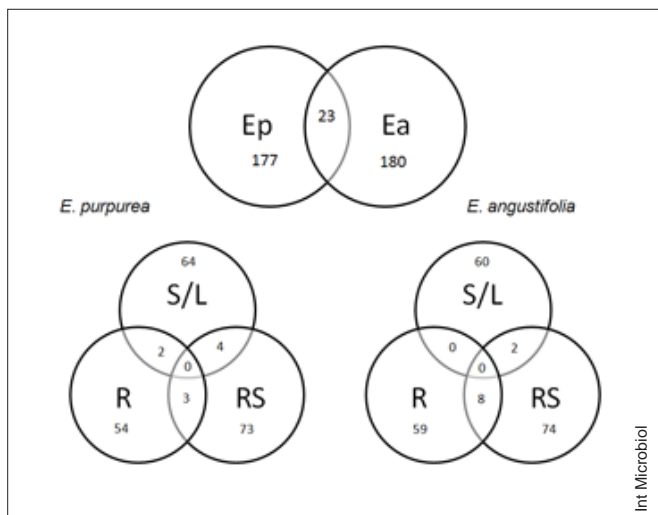 Ep 23 Ea
177 180
E. purpurea E. angustifolia
64 60
S/L S/L
2 4 0 2
0 0
R 3 RS R 8 RS
54 73 59 74
Int Microbiol